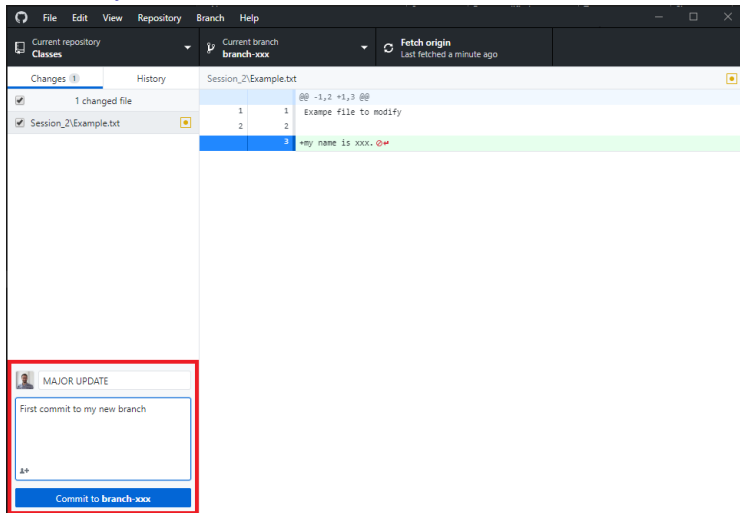 File Edit View Repository Branch Help
Current repository
Classes
Current branch
branch-xxx
Fetch origin
Last fetched a minute ago
Changes 1 History
Session_2\Example.txt
1 changed file
Session_2\Example.txt
@@ -1,2 +1,3 @@
1 1 Exampe file to modify
2 2
3 +my name is xxx.
MAJOR UPDATE
First commit to my new branch
Commit to branch-xxx